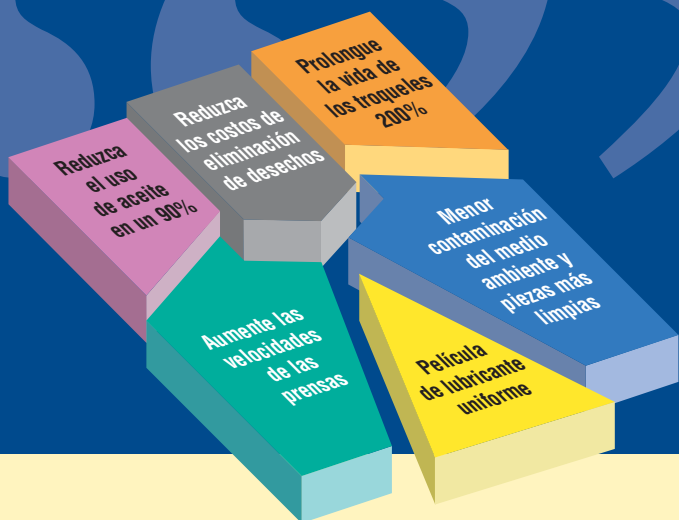 Prolongue
la vida de
los troqueles
200%
Reduzca
los costos de
eliminación
de desechos
Reduzca
el uso
de aceite
en un 90%
Menor
contaminación
del medio
ambiente y
piezas más
limpias
Aumente las
velocidades
de las
prensas
Película
de lubricante
uniforme